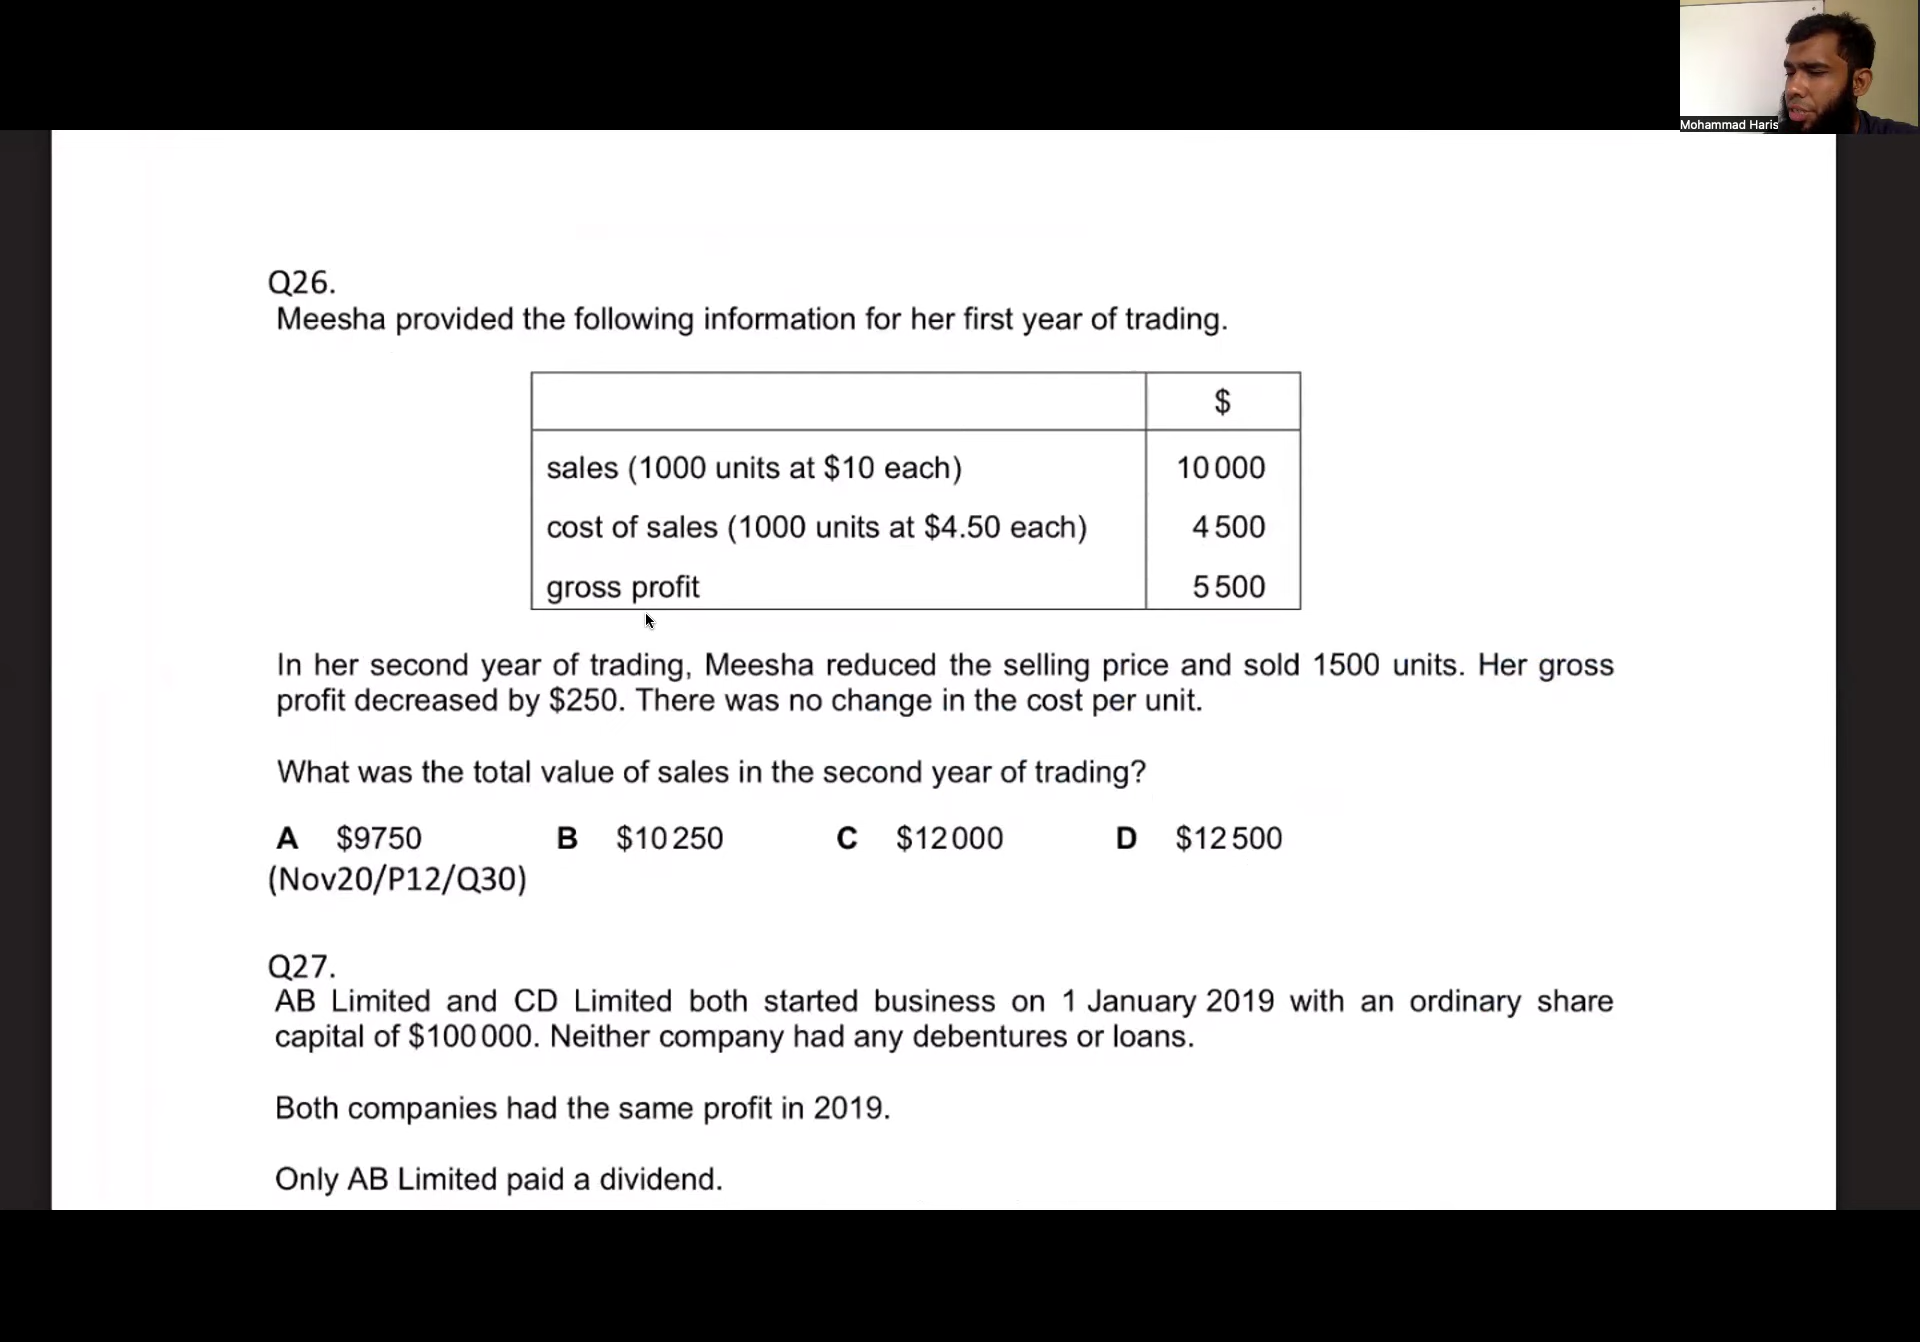 Mohammad Haris
Q26.
Meesha provided the following information for her first year of trading.
$
sales (1000 units at $10 each) 10 000
cost of sales (1000 units at $4.50 each) 4 500
gross profit 5 500
In her second year of trading, Meesha reduced the selling price and sold 1500 units. Her gross
profit decreased by $250. There was no change in the cost per unit.
What was the total value of sales in the second year of trading?
A $9750 B $10 250 C $12 000 D $12 500
(Nov20/P12/Q30)
Q27.
AB Limited and CD Limited both started business on 1 January 2019 with an ordinary share
capital of $100 000. Neither company had any debentures or loans.
Both companies had the same profit in 2019.
Only AB Limited paid a dividend.